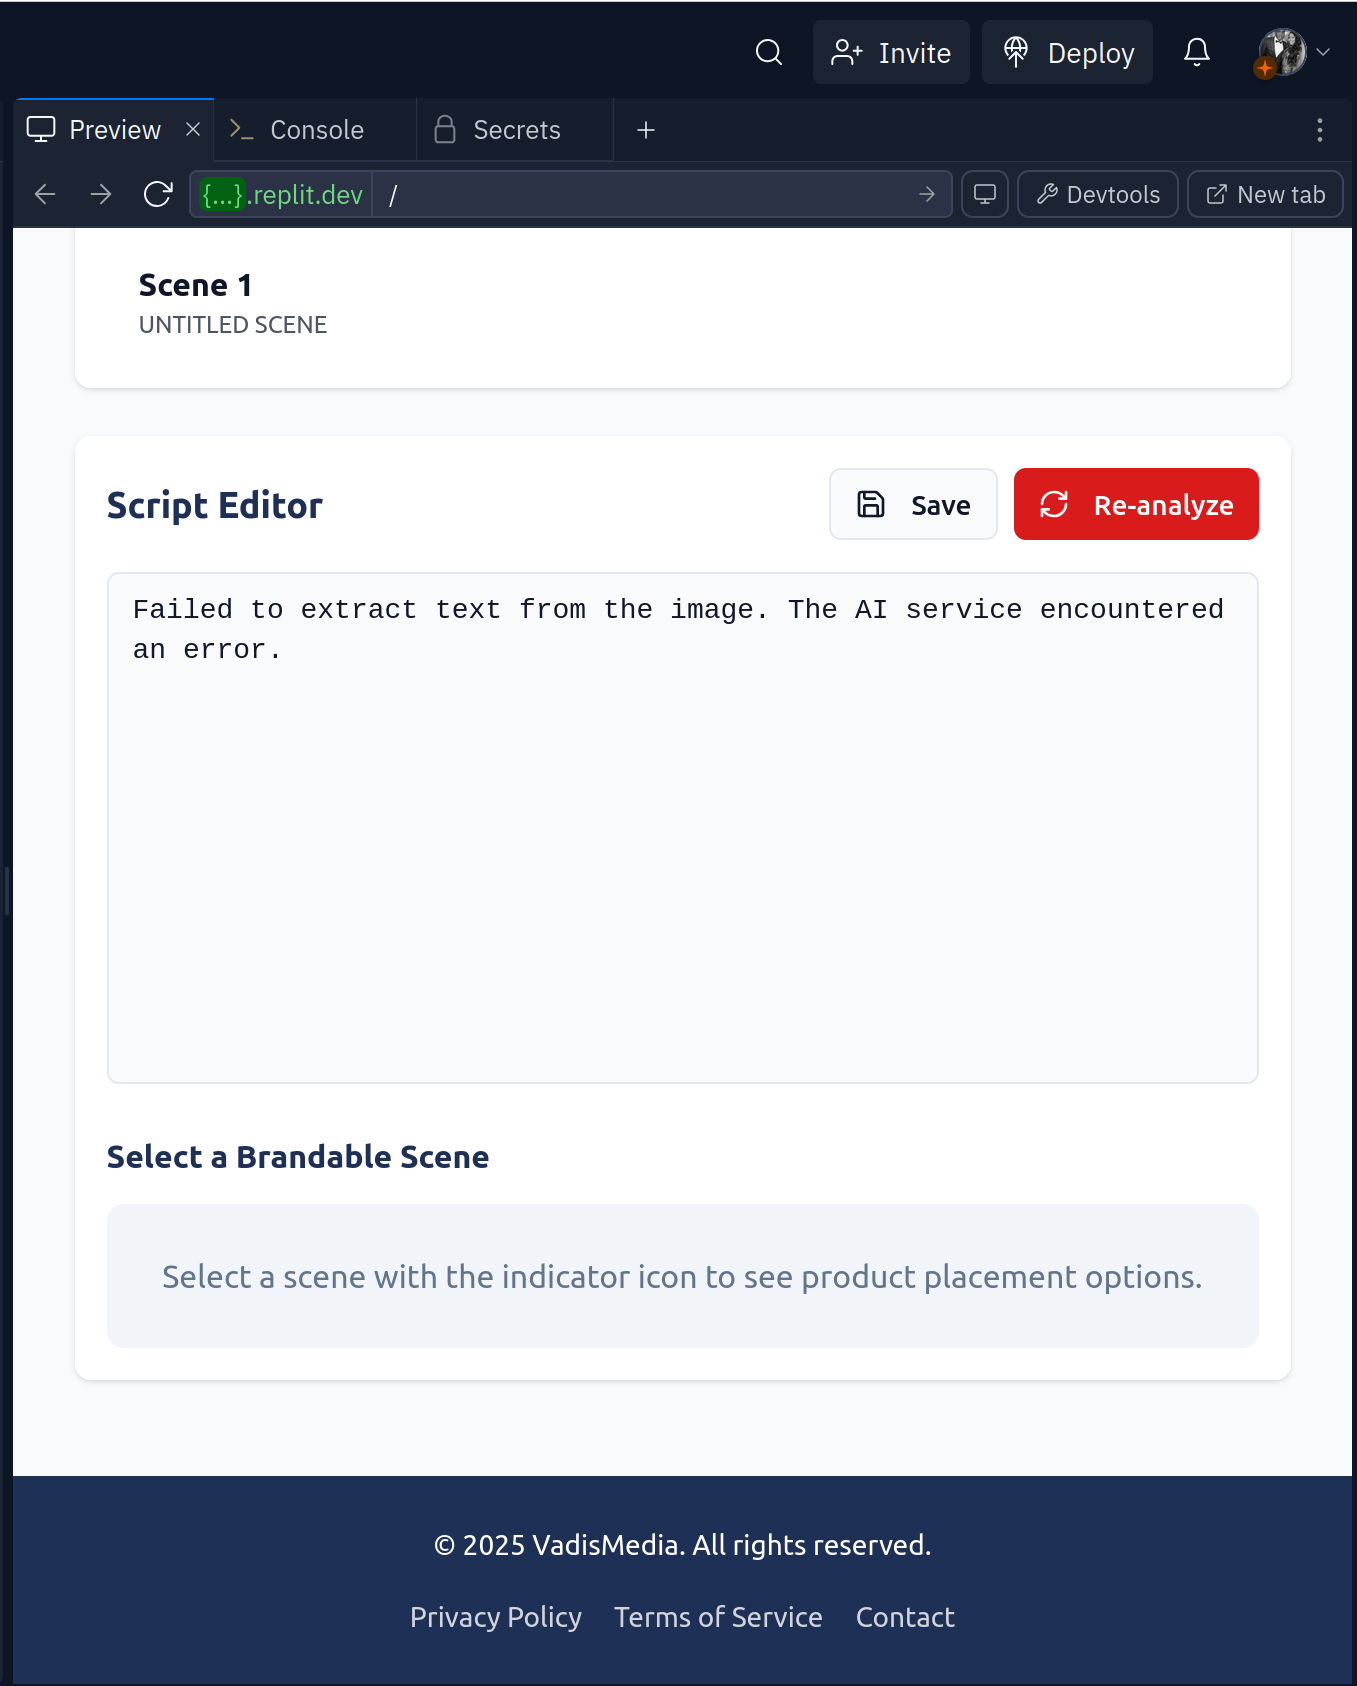 Invite
Deploy
Preview
Console
Secrets
{...}.replit.dev
/
Devtools
New tab
Scene 1
UNTITLED SCENE
Script Editor
Save
Re-analyze
Failed to extract text from the image. The AI service encountered
an error.
Select a Brandable Scene
Select a scene with the indicator icon to see product placement options.
© 2025 VadisMedia. All rights reserved.
Privacy Policy
Terms of Service
Contact